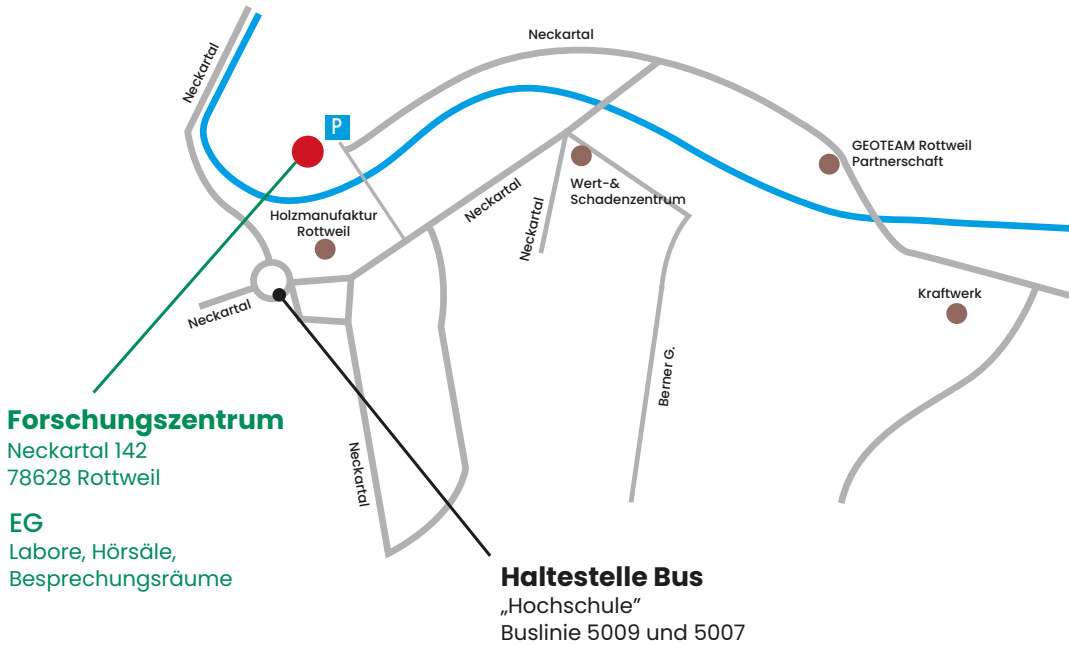 Neckartal
Neckartal
P
GEOTEAM Rottweil
Partnerschaft
Wert-&
Schadenzentrum
Neckartal
Neckartal
Holzmanufaktur
Rottweil
Neckartal
Kraftwerk
Berner G.
Neckartal
Forschungszentrum
Neckartal 142
78628 Rottweil
EG
Labore, Hörsäle,
Besprechungsräume
Haltestelle Bus
„Hochschule”
Buslinie 5009 und 5007